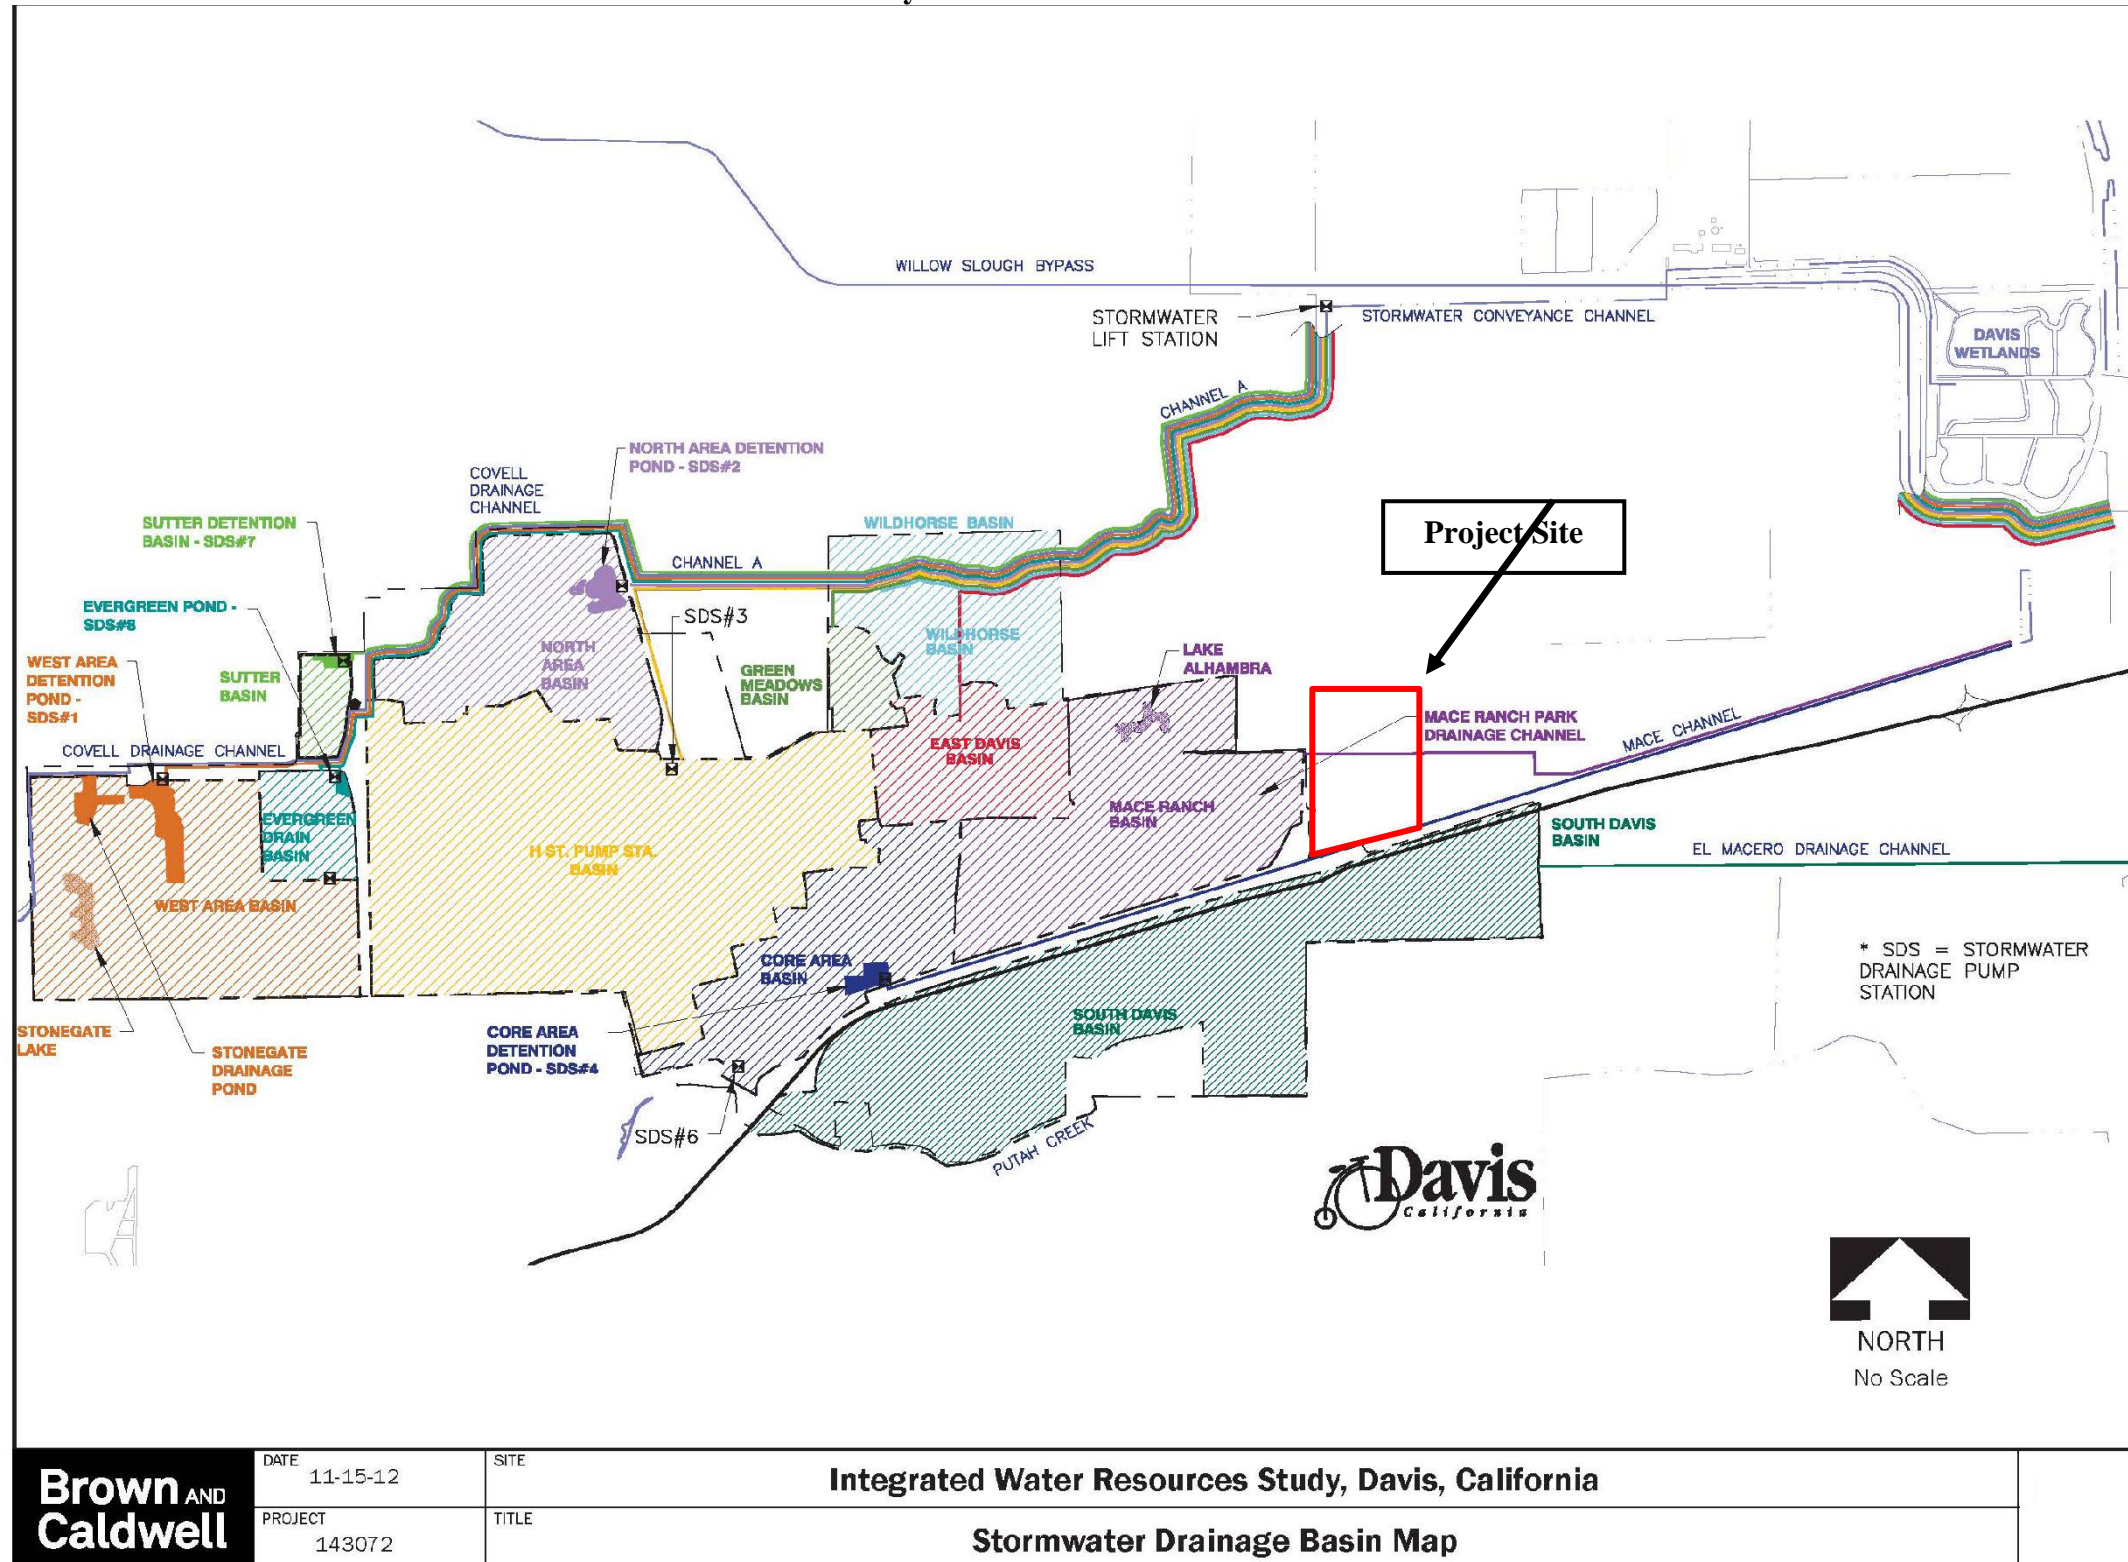 WILLOW SLOUGH BYPASS
STORMWATER
LIFT STATION
STORMWATER CONVEYANCE CHANNEL
DAVIS
WETLANDS
CHANNEL A
NORTH AREA DETENTION
POND - SDS#2
COVELL
DRAINAGE
CHANNEL
SUTTER DETENTION
BASIN - SDS#7
WILDHORSE BASIN
Project Site
CHANNEL A
EVERGREEN POND -
SDS#8
SDS#3
WILDHORSE
BASIN
NORTH
AREA
BASIN
LAKE
ALHAMBRA
WEST AREA
DETENTION
POND -
SDS#1
SUTTER
BASIN
GREEN
MEADOWS
BASIN
MACE RANCH PARK
DRAINAGE CHANNEL
MACE CHANNEL
COVELL DRAINAGE CHANNEL
EAST DAVIS
BASIN
MACE RANCH
BASIN
EVERGREEN
DRAIN
BASIN
H ST. PUMP STA.
BASIN
SOUTH DAVIS
BASIN
EL MACERO DRAINAGE CHANNEL
WEST AREA BASIN
CORE AREA
BASIN
* SDS = STORMWATER
DRAINAGE PUMP
STATION
STONEGATE
LAKE
STONEGATE
DRAINAGE
POND
CORE AREA
DETENTION
POND - SDS#4
SOUTH DAVIS
BASIN
SDS#6
PUTAH CREEK
Davis
California
NORTH
No Scale
Brown AND
Caldwell
DATE
11-15-12
SITE
Integrated Water Resources Study, Davis, California
PROJECT
143072
TITLE
Stormwater Drainage Basin Map